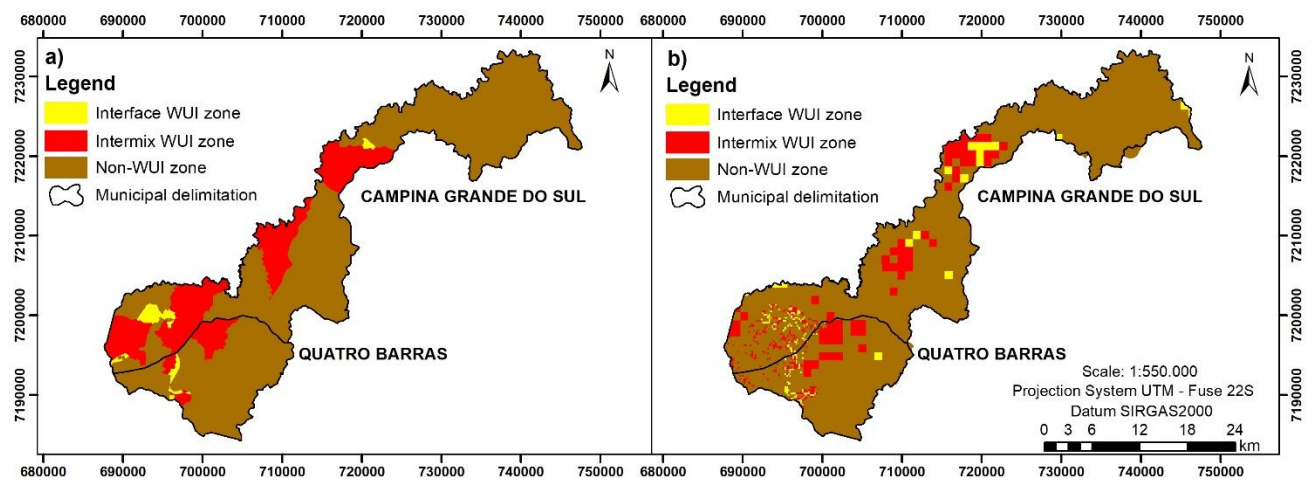 680000 690000 700000 710000 720000 730000 740000 750000 680000 690000 700000 710000 720000 730000 740000 750000
a)
Legend
Interface WUI zone
Intermix WUI zone
Non-WUI zone
Municipal delimitation
N
CAMPINA GRANDE DO SUL
QUATRO BARRAS
7230000
7220000
7210000
7200000
7190000
b)
Legend
Interface WUI zone
Intermix WUI zone
Non-WUI zone
Municipal delimitation
N
CAMPINA GRANDE DO SUL
QUATRO BARRAS
Scale: 1:550.000
Projection System UTM - Fuse 22S
Datum SIRGAS2000
0 3 6 12 18 24
km
7230000
7220000
7210000
7200000
7190000
680000 690000 700000 710000 720000 730000 740000 750000 680000 690000 700000 710000 720000 730000 740000 750000